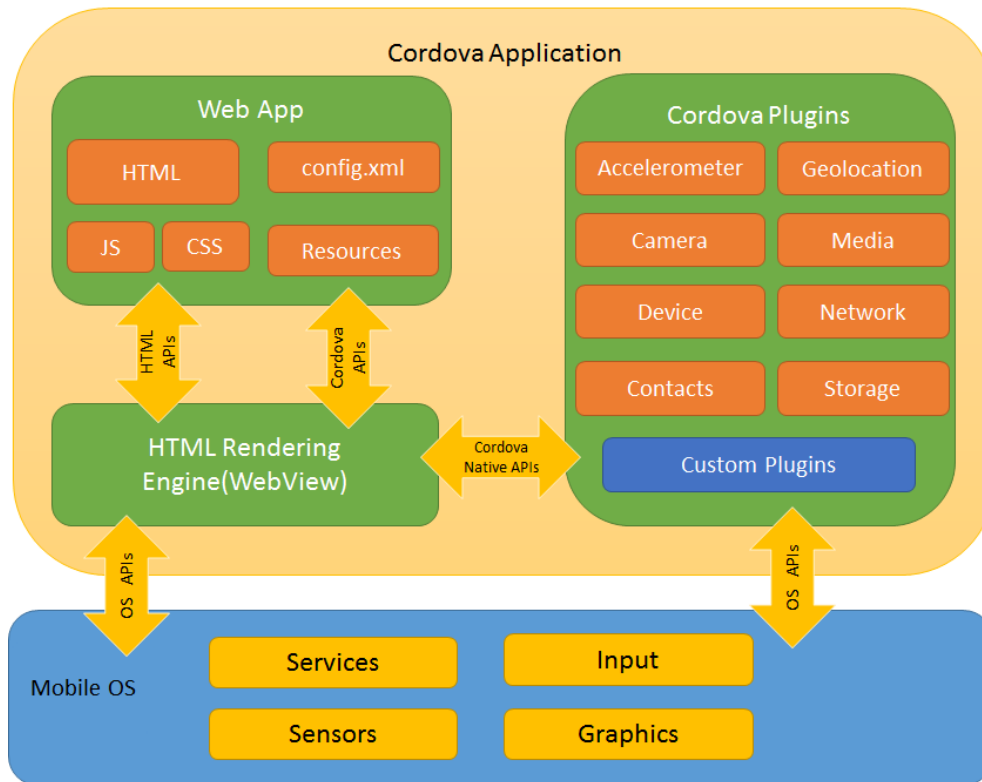 Cordova Application
Web App
HTML
config.xml
JS
CSS
Resources
Cordova Plugins
Accelerometer
Geolocation
Camera
Media
Device
Network
Contacts
Storage
Custom Plugins
HTML
APIs
Cordova
APIs
HTML Rendering
Engine(WebView)
Cordova
Native APIs
OS APIs
OS APIs
Mobile OS
Services
Input
Sensors
Graphics